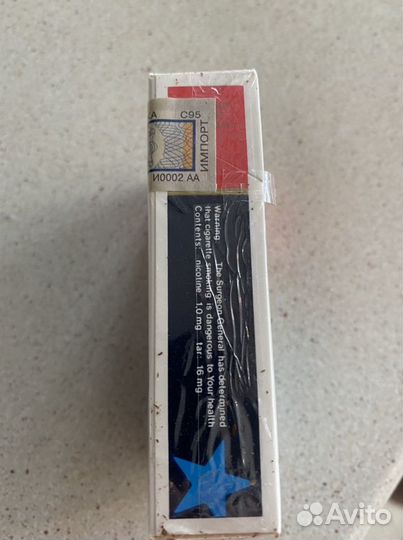 А С95
ИМПОРТ
И0002 АА
Warning The Surgeon General has determined
that cigarette smoking is dangerous to Your health
Contents: nicotine 1,0 mg tar: 16 mg
Avito